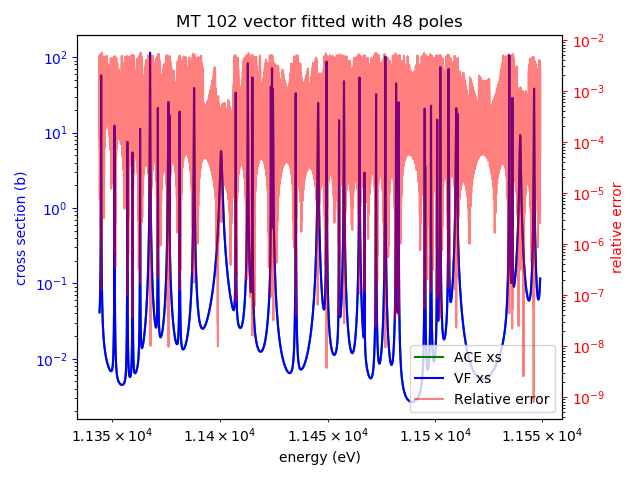 MT 102 vector fitted with 48 poles
10²
10¹
10⁰
10⁻¹
10⁻²
cross section (b)
10⁻²
10⁻³
10⁻⁴
10⁻⁵
10⁻⁶
10⁻⁷
10⁻⁸
10⁻⁹
relative error
ACE xs
VF xs
Relative error
1.135 × 10⁴ 1.14 × 10⁴ 1.145 × 10⁴ 1.15 × 10⁴ 1.155 × 10⁴
energy (eV)